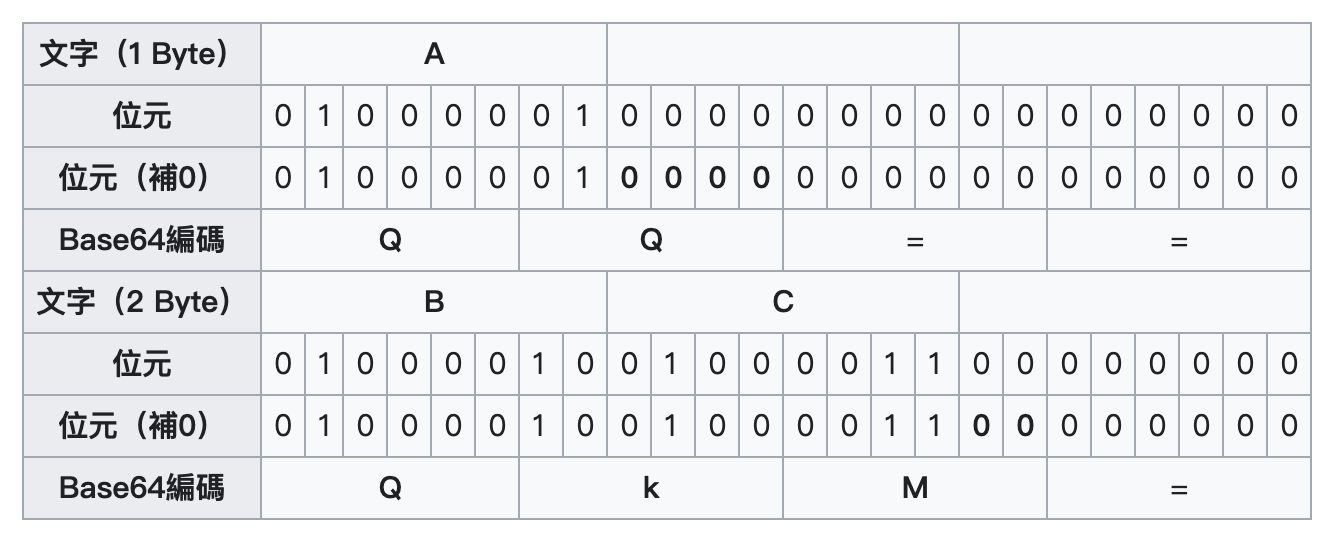 文字（1 Byte） A
位元 0 1 0 0 0 0 0 1 0 0 0 0 0 0 0 0 0 0 0 0 0 0 0 0
位元（補0） 0 1 0 0 0 0 0 1 0 0 0 0 0 0 0 0 0 0 0 0 0 0 0 0
Base64編碼 Q Q = =
文字（2 Byte） B C
位元 0 1 0 0 0 0 1 0 0 1 0 0 0 0 1 1 0 0 0 0 0 0 0 0
位元（補0） 0 1 0 0 0 0 1 0 0 1 0 0 0 0 1 1 0 0 0 0 0 0 0 0
Base64編碼 Q k M =